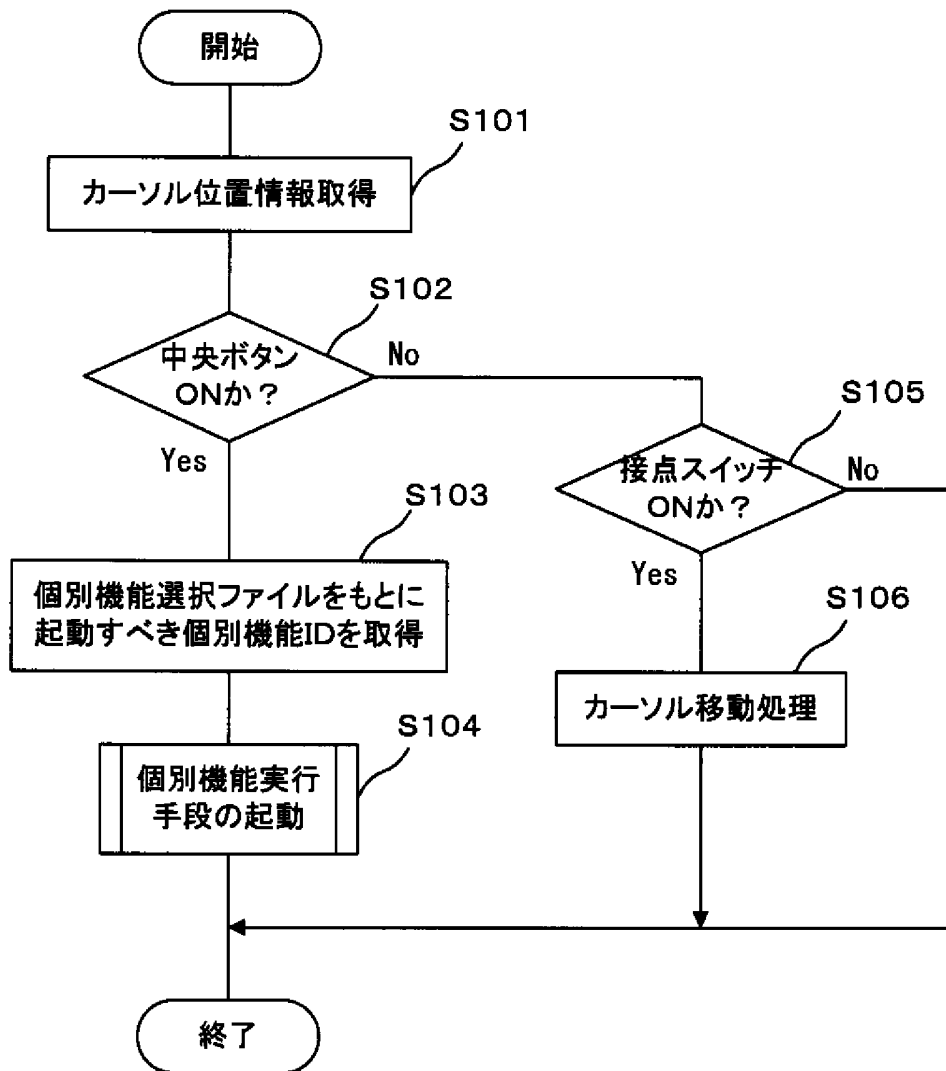 開始
S101
カーソル位置情報取得
S102
中央ボタン
ONか？
No
Yes
S105
接点スイッチ
ONか？
No
Yes
S103
個別機能選択ファイルをもとに
起動すべき個別機能IDを取得
S106
カーソル移動処理
S104
個別機能実行
手段の起動
終了